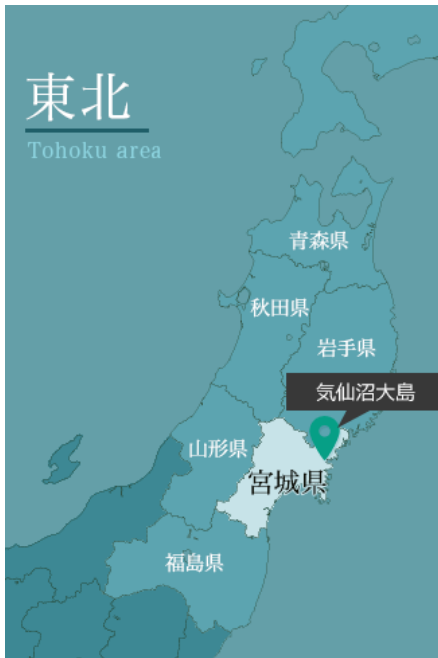 東北
Tohoku area
青森県
秋田県
岩手県
気仙沼大島
山形県
宮城県
福島県